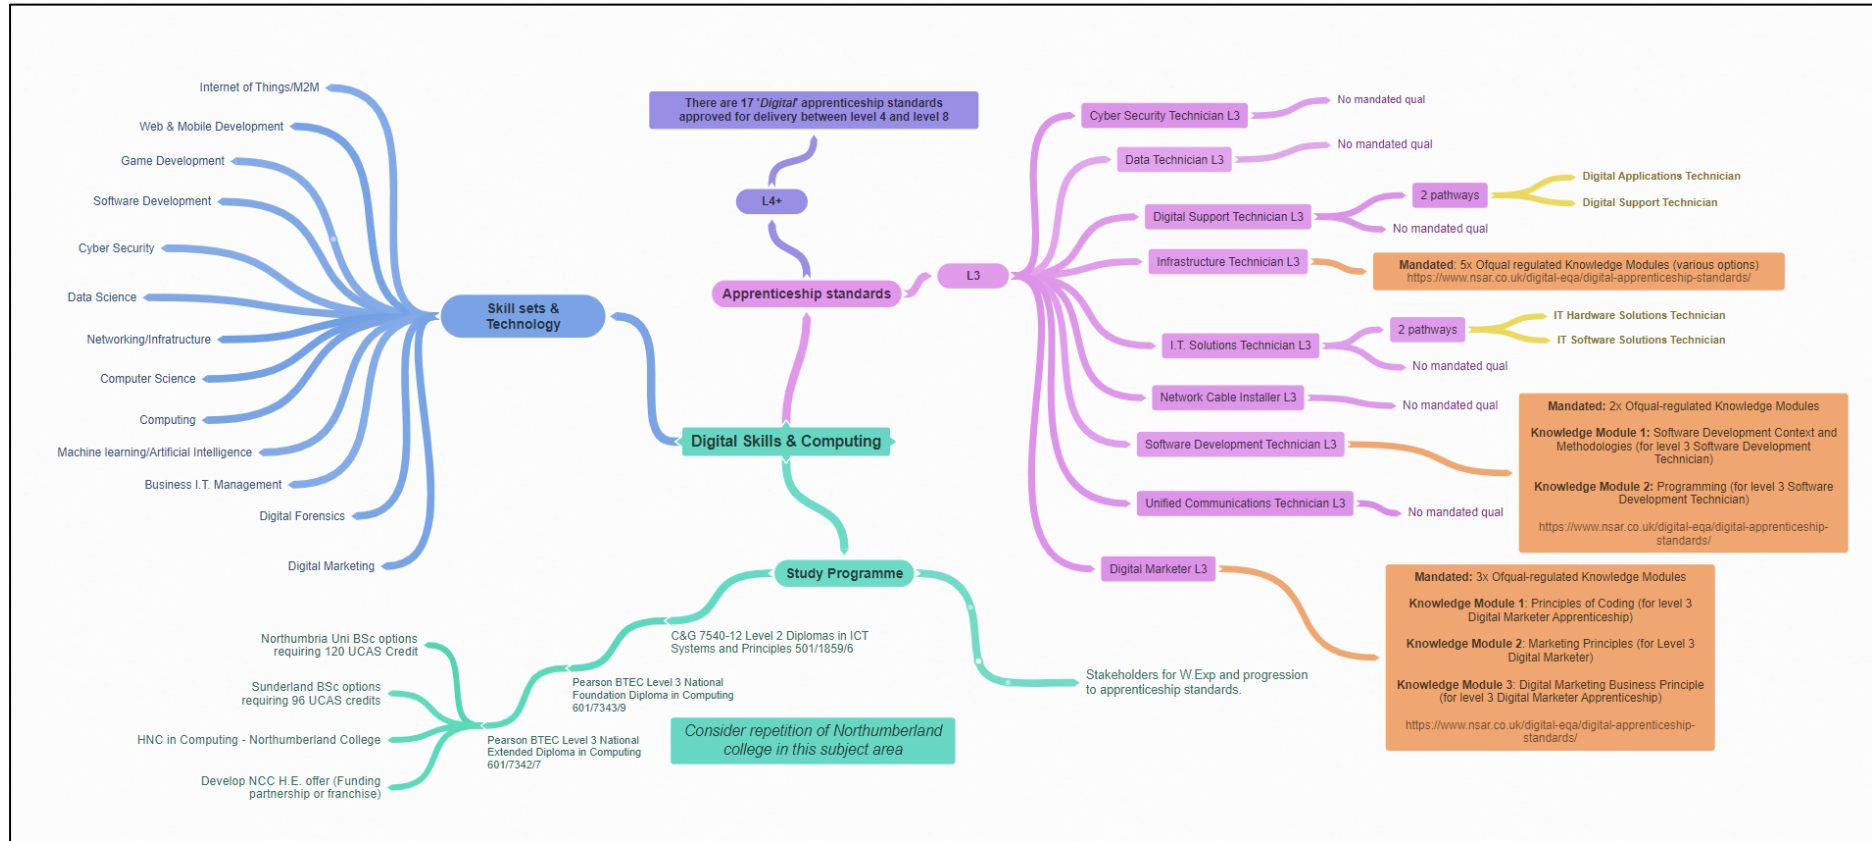 Internet of Things/M2M
Web & Mobile Development
Game Development
Software Development
Cyber Security
Data Science
Networking/Infratructure
Computer Science
Computing
Machine learning/Artificial Intelligence
Business I.T. Management
Digital Forensics
Digital Marketing
Skill sets &
Technology
There are 17 'Digital' apprenticeship standards
approved for delivery between level 4 and level 8
L4+
Apprenticeship standards
L3
Digital Skills & Computing
Study Programme
Cyber Security Technician L3
No mandated qual
Data Technician L3
No mandated qual
Digital Support Technician L3
2 pathways
Digital Applications Technician
Digital Support Technician
No mandated qual
Infrastructure Technician L3
Mandated: 5x Ofqual regulated Knowledge Modules (various options)
https://www.nsar.co.uk/digital-eqa/digital-apprenticeship-standards/
I.T. Solutions Technician L3
2 pathways
IT Hardware Solutions Technician
IT Software Solutions Technician
No mandated qual
Network Cable Installer L3
No mandated qual
Software Development Technician L3
Mandated: 2x Ofqual-regulated Knowledge Modules
Knowledge Module 1: Software Development Context and
Methodologies (for level 3 Software Development
Technician)
Knowledge Module 2: Programming (for level 3 Software
Development Technician)
https://www.nsar.co.uk/digital-eqa/digital-apprenticeship-
standards/
Unified Communications Technician L3
No mandated qual
Digital Marketer L3
Mandated: 3x Ofqual-regulated Knowledge Modules
Knowledge Module 1: Principles of Coding (for level 3
Digital Marketer Apprenticeship)
Knowledge Module 2: Marketing Principles (for Level 3
Digital Marketer)
Knowledge Module 3: Digital Marketing Business Principle
(for level 3 Digital Marketer Apprenticeship)
https://www.nsar.co.uk/digital-eqa/digital-apprenticeship-
standards/
C&G 7540-12 Level 2 Diplomas in ICT
Systems and Principles 501/1859/6
Pearson BTEC Level 3 National
Foundation Diploma in Computing
601/7343/9
Pearson BTEC Level 3 National
Extended Diploma in Computing
601/7342/7
Northumbria Uni BSc options
requiring 120 UCAS Credit
Sunderland BSc options
requiring 96 UCAS credits
HNC in Computing - Northumberland College
Develop NCC H.E. offer (Funding
partnership or franchise)
Consider repetition of Northumberland
college in this subject area
Stakeholders for W.Exp and progression
to apprenticeship standards.